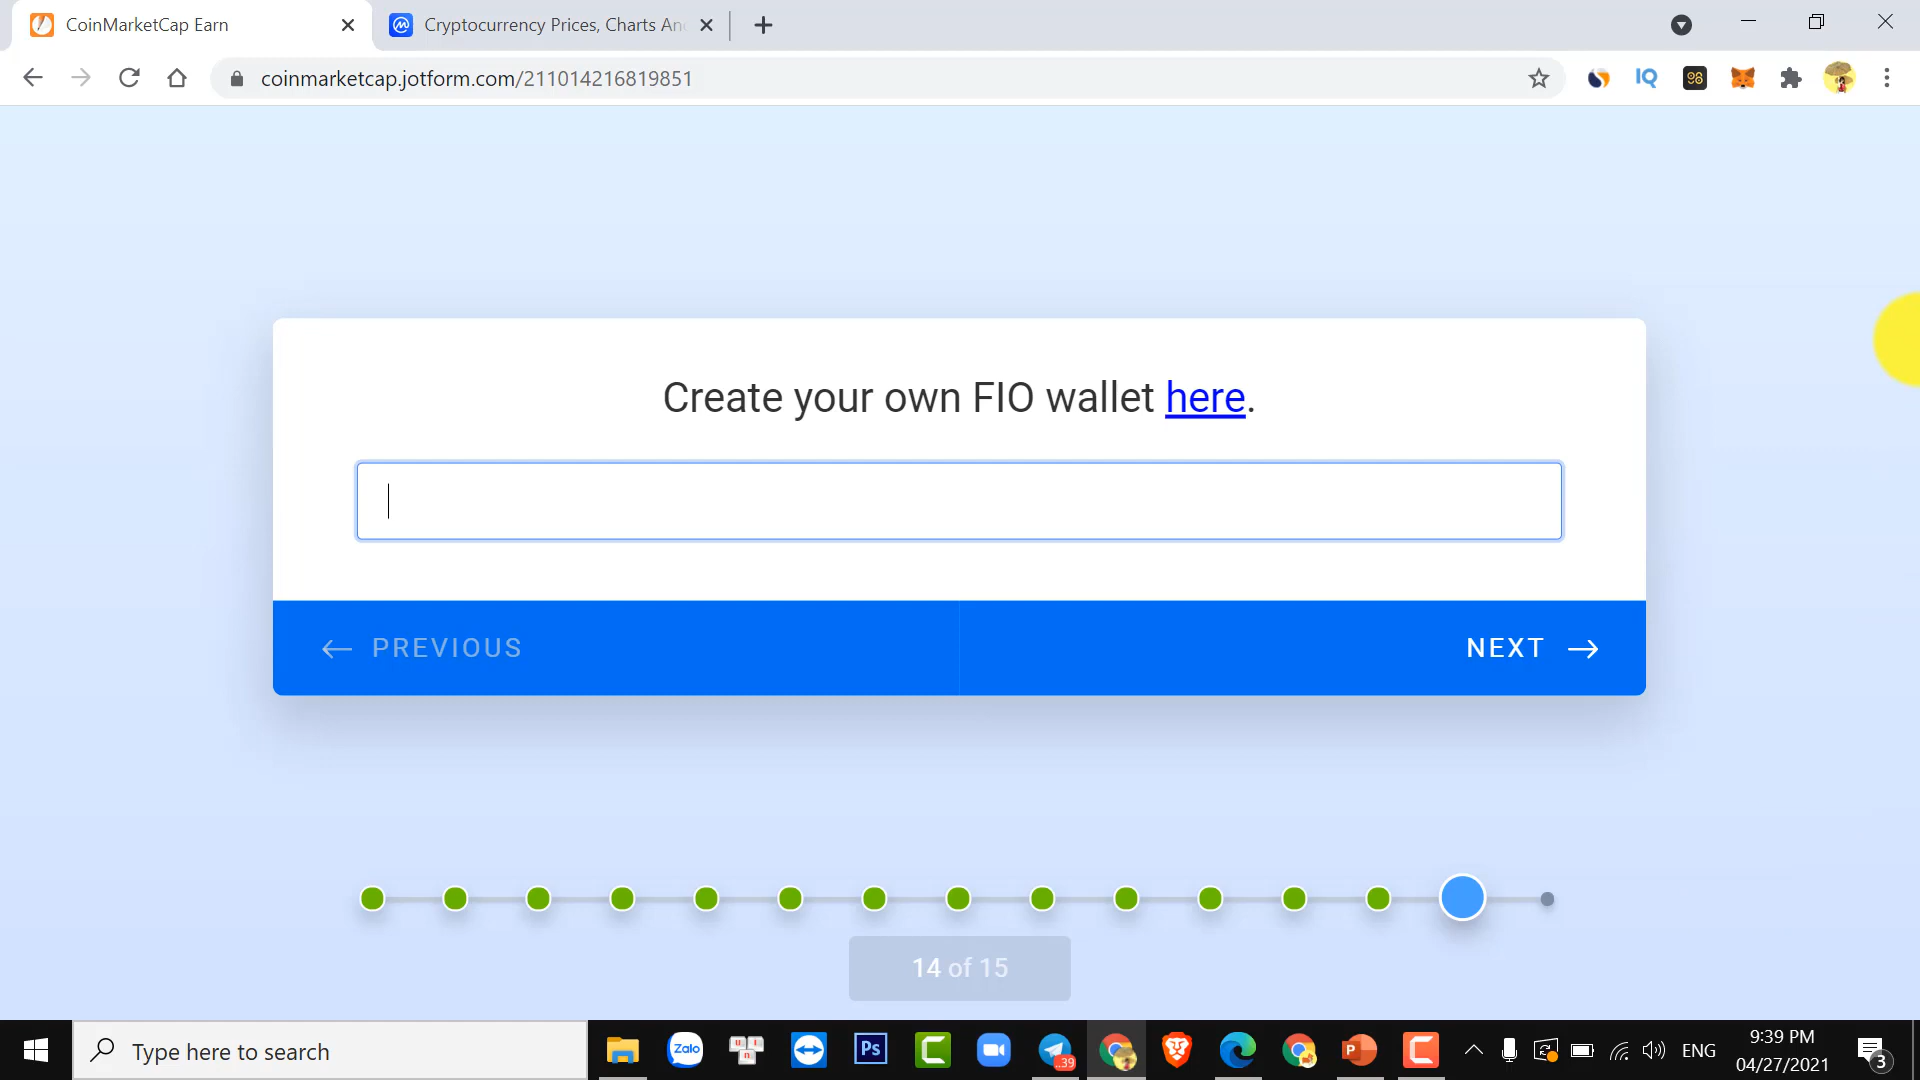 CoinMarketCap Earn
Cryptocurrency Prices, Charts An
coinmarketcap.jotform.com/211014216819851
IQ
Create your own FIO wallet here.
PREVIOUS
NEXT
14 of 15
Type here to search
Zalo
Ps
..39
P
ENG
9:39 PM
04/27/2021
3